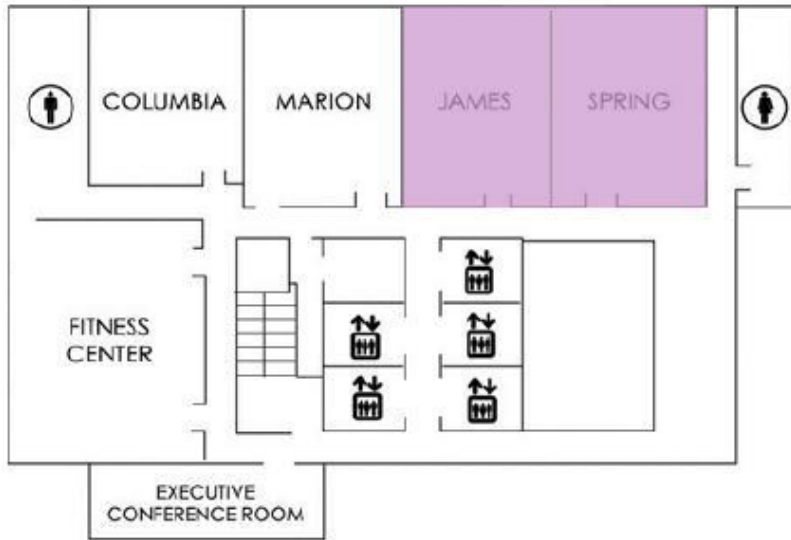 COLUMBIA
MARION
JAMES
SPRING
FITNESS
CENTER
EXECUTIVE
CONFERENCE ROOM